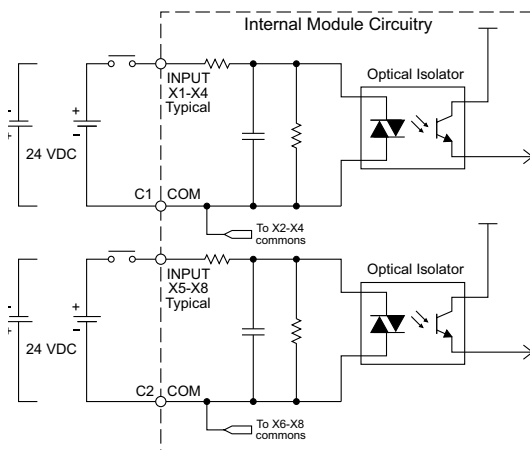 Internal Module Circuitry
INPUT
X1-X4
Typical
Optical Isolator
-
+
+
-
24 VDC
C1
COM
To X2-X4
commons
INPUT
X5-X8
Typical
Optical Isolator
-
+
+
-
24 VDC
C2
COM
To X6-X8
commons